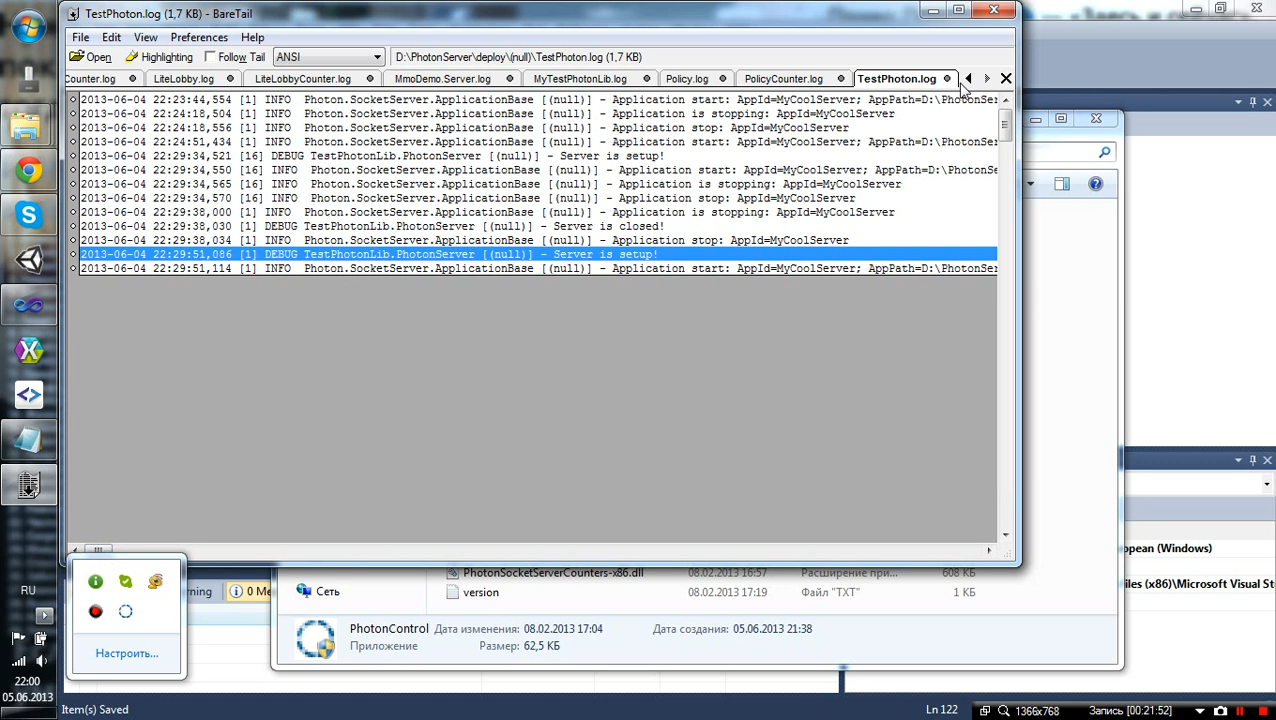 TestPhoton.log (1,7 KB) - BareTail
File Edit View Preferences Help
Open Highlighting Follow Tail ANSI D:\PhotonServer\deploy\(null)\TestPhoton.log (1,7 KB)
Counter.log LiteLobby.log LiteLobbyCounter.log MmoDemo.Server.log MyTestPhotonLib.log Policy.log PolicyCounter.log TestPhoton.log
2013-06-04 22:23:44,554 [1] INFO Photon.SocketServer.ApplicationBase [(null)] - Application start: AppId=MyCoolServer; AppPath=D:\PhotonSe
2013-06-04 22:24:18,504 [1] INFO Photon.SocketServer.ApplicationBase [(null)] - Application is stopping: AppId=MyCoolServer
2013-06-04 22:24:18,556 [1] INFO Photon.SocketServer.ApplicationBase [(null)] - Application stop: AppId=MyCoolServer
2013-06-04 22:24:51,434 [1] INFO Photon.SocketServer.ApplicationBase [(null)] - Application start: AppId=MyCoolServer; AppPath=D:\PhotonSe
2013-06-04 22:29:34,521 [16] DEBUG TestPhotonLib.PhotonServer [(null)] - Server is setup!
2013-06-04 22:29:34,550 [16] INFO Photon.SocketServer.ApplicationBase [(null)] - Application start: AppId=MyCoolServer; AppPath=D:\PhotonS
2013-06-04 22:29:34,565 [16] INFO Photon.SocketServer.ApplicationBase [(null)] - Application is stopping: AppId=MyCoolServer
2013-06-04 22:29:34,570 [16] INFO Photon.SocketServer.ApplicationBase [(null)] - Application stop: AppId=MyCoolServer
2013-06-04 22:29:38,000 [1] INFO Photon.SocketServer.ApplicationBase [(null)] - Application is stopping: AppId=MyCoolServer
2013-06-04 22:29:38,030 [1] DEBUG TestPhotonLib.PhotonServer [(null)] - Server is closed!
2013-06-04 22:29:38,034 [1] INFO Photon.SocketServer.ApplicationBase [(null)] - Application stop: AppId=MyCoolServer
2013-06-04 22:29:51,086 [1] DEBUG TestPhotonLib.PhotonServer [(null)] - Server is setup!
2013-06-04 22:29:51,114 [1] INFO Photon.SocketServer.ApplicationBase [(null)] - Application start: AppId=MyCoolServer; AppPath=D:\PhotonSe
opean (Windows)
PhotonSocketServerCounters-x86.dll 08.02.2013 16:57 Расширение при... 608 КБ
iles (x86)\Microsoft Visual St
rning 0 Me
Сеть version 08.02.2013 17:19 Файл "TXT" 1 КБ
PhotonControl Дата изменения: 08.02.2013 17:04 Дата создания: 05.06.2013 21:38
Приложение Размер: 62,5 КБ
RU
Настроить...
22:00
05.06.2013
Item(s) Saved Ln 122 1366x768 Запись [00:21:52]